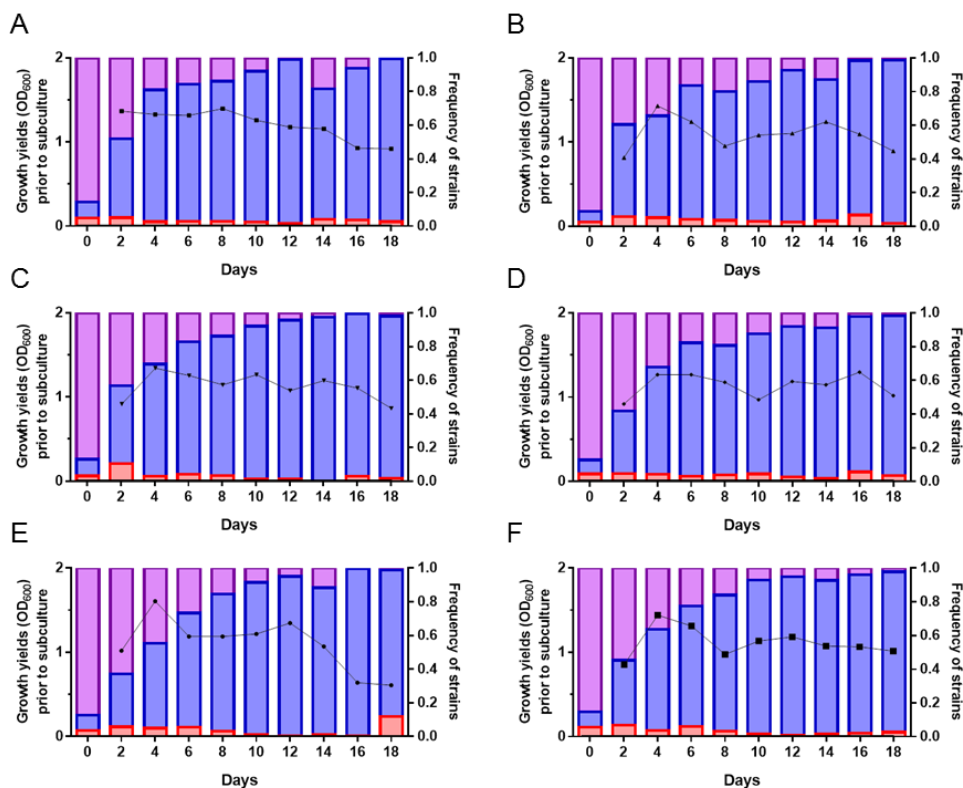 A
B
Growth yields (OD600)
prior to subculture
2
1
0
1.0
0.8
0.6
0.4
0.2
0.0
Frequency of strains
0 2 4 6 8 10 12 14 16 18
Days
Growth yields (OD600)
prior to subculture
2
1
0
1.0
0.8
0.6
0.4
0.2
0.0
Frequency of strains
0 2 4 6 8 10 12 14 16 18
Days
C
D
Growth yields (OD600)
prior to subculture
2
1
0
1.0
0.8
0.6
0.4
0.2
0.0
Frequency of strains
0 2 4 6 8 10 12 14 16 18
Days
Growth yields (OD600)
prior to subculture
2
1
0
1.0
0.8
0.6
0.4
0.2
0.0
Frequency of strains
0 2 4 6 8 10 12 14 16 18
Days
E
F
Growth yields (OD600)
prior to subculture
2
1
0
1.0
0.8
0.6
0.4
0.2
0.0
Frequency of strains
0 2 4 6 8 10 12 14 16 18
Days
Growth yields (OD600)
prior to subculture
2
1
0
1.0
0.8
0.6
0.4
0.2
0.0
Frequency of strains
0 2 4 6 8 10 12 14 16 18
Days